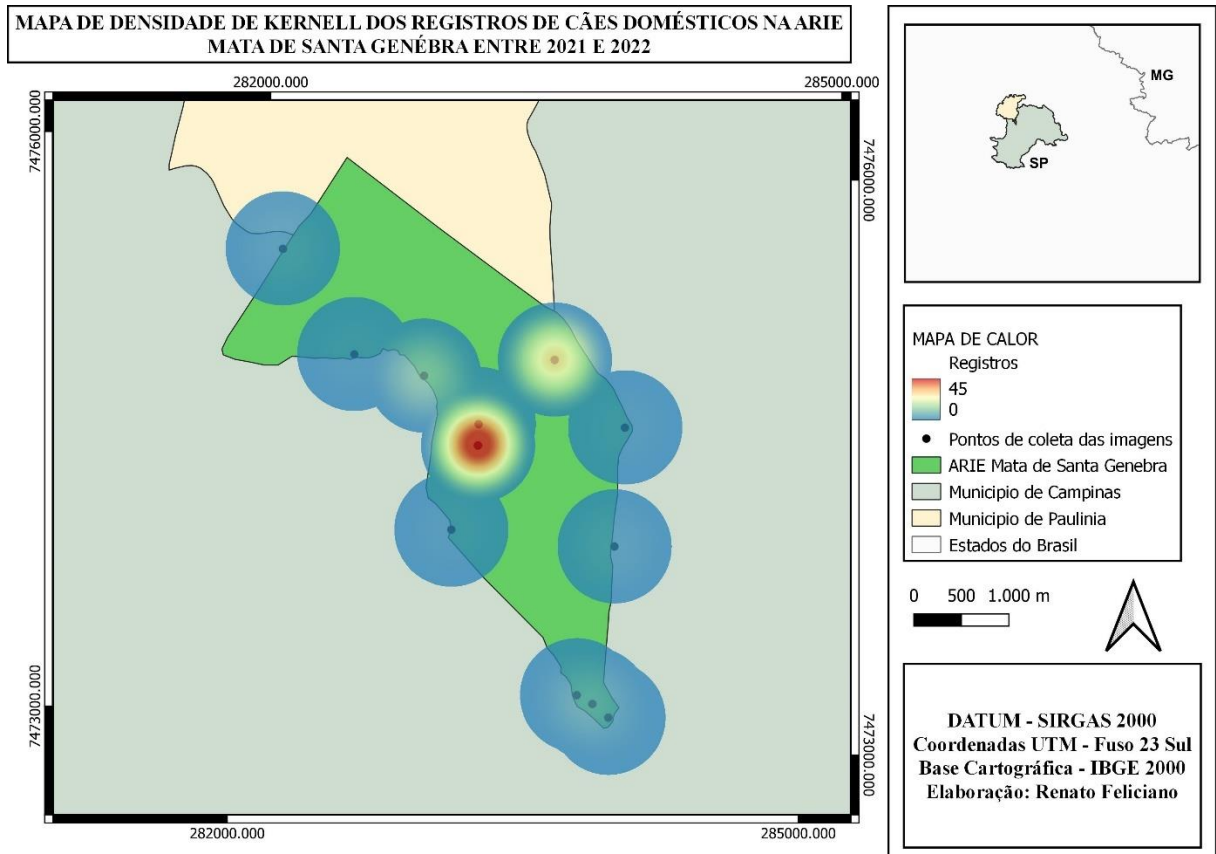 MAPA DE DENSIDADE DE KERNELL DOS REGISTROS DE CÃES DOMÉSTICOS NA ARIE
MATA DE SANTA GENÉBRA ENTRE 2021 E 2022
282000.000
285000.000
7476000.000
7476000.000
7473000.000
7473000.000
282000.000
285000.000
MG
SP
MAPA DE CALOR
Registros
45
0
Pontos de coleta das imagens
ARIE Mata de Santa Genebra
Municipio de Campinas
Municipio de Paulinia
Estados do Brasil
0 500 1.000 m
DATUM - SIRGAS 2000
Coordenadas UTM - Fuso 23 Sul
Base Cartográfica - IBGE 2000
Elaboração: Renato Feliciano